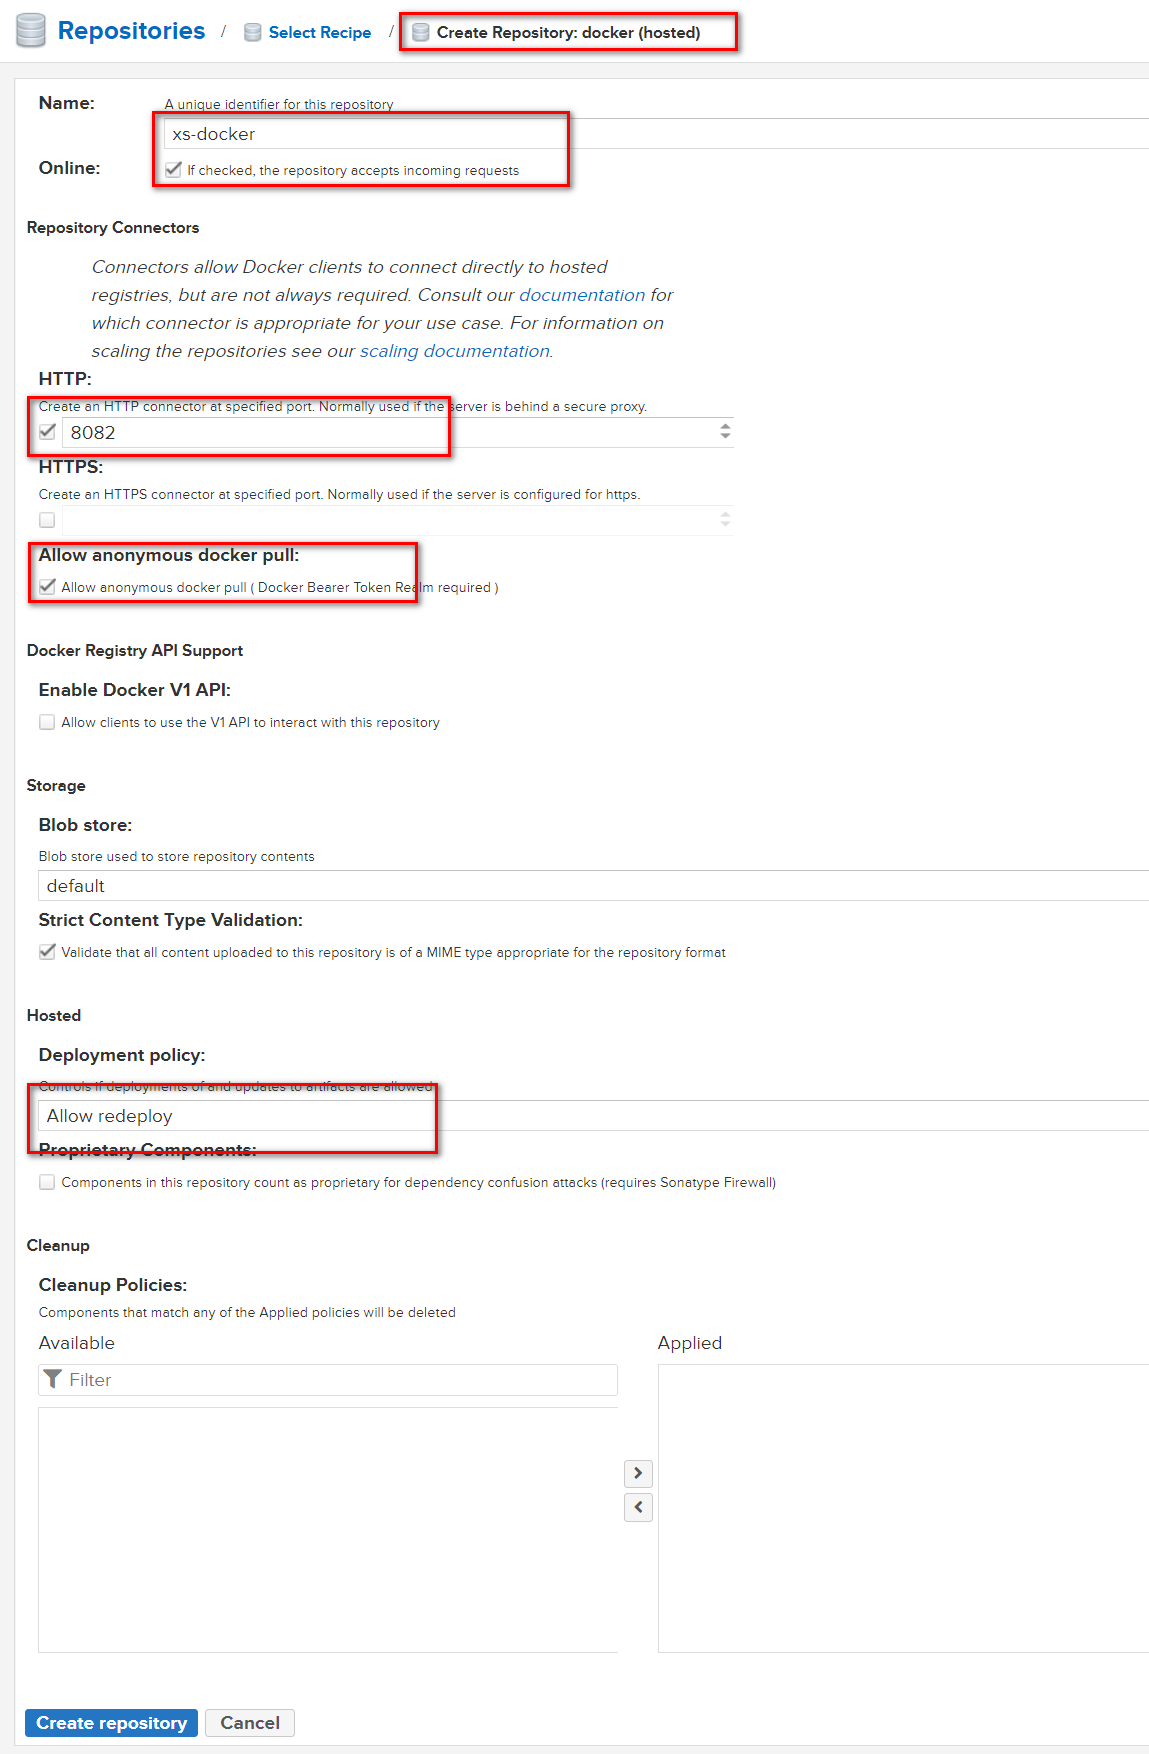 Repositories / Select Recipe / Create Repository: docker (hosted)
Name: A unique identifier for this repository
xs-docker
Online: If checked, the repository accepts incoming requests
Repository Connectors
Connectors allow Docker clients to connect directly to hosted
registries, but are not always required. Consult our documentation for
which connector is appropriate for your use case. For information on
scaling the repositories see our scaling documentation.
HTTP:
Create an HTTP connector at specified port. Normally used if the server is behind a secure proxy.
8082
HTTPS:
Create an HTTPS connector at specified port. Normally used if the server is configured for https.
Allow anonymous docker pull:
Allow anonymous docker pull ( Docker Bearer Token Realm required )
Docker Registry API Support
Enable Docker V1 API:
Allow clients to use the V1 API to interact with this repository
Storage
Blob store:
Blob store used to store repository contents
default
Strict Content Type Validation:
Validate that all content uploaded to this repository is of a MIME type appropriate for the repository format
Hosted
Deployment policy:
Controls if deployments of and updates to artifacts are allowed
Allow redeploy
Proprietary Components:
Components in this repository count as proprietary for dependency confusion attacks (requires Sonatype Firewall)
Cleanup
Cleanup Policies:
Components that match any of the Applied policies will be deleted
Available Applied
Filter
Create repository Cancel